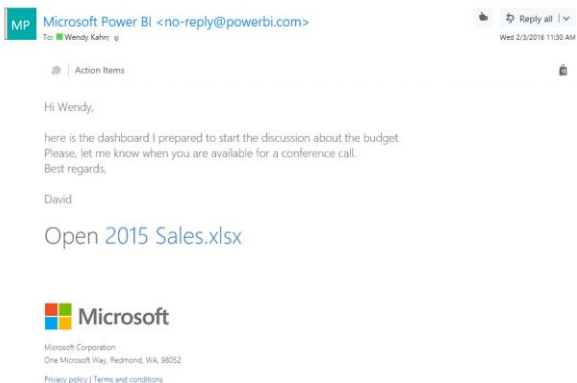 MP
Microsoft Power BI <no-reply@powerbi.com>
Reply all
To: Wendy Kahn;
Wed 2/3/2016 11:30 AM
Action Items
Hi Wendy,
here is the dashboard I prepared to start the discussion about the budget.
Please, let me know when you are available for a conference call.
Best regards,
David
Open 2015 Sales.xlsx
Microsoft
Microsoft Corporation
One Microsoft Way, Redmond, WA, 98052
Privacy policy | Terms and conditions